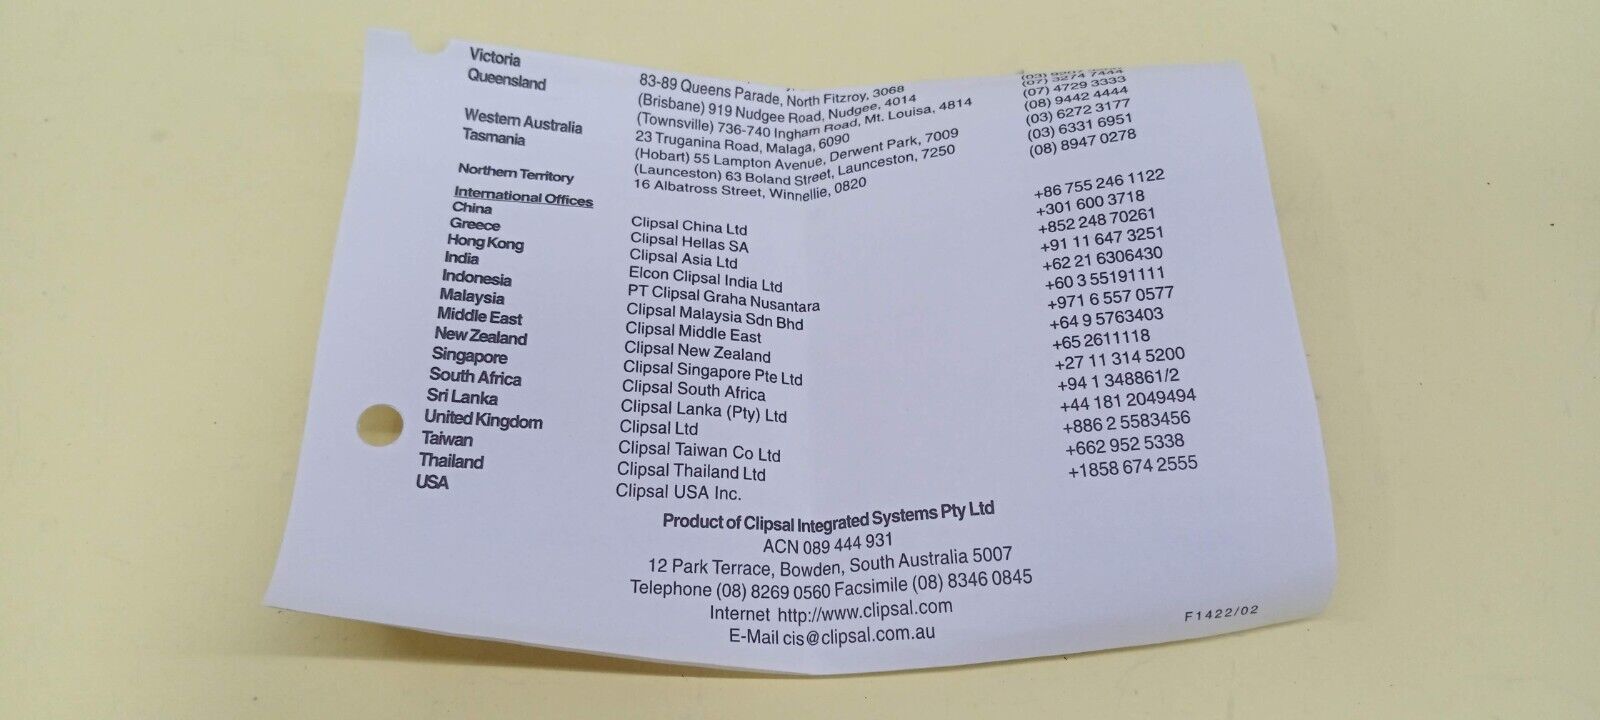 Victoria 83-89 Queens Parade, North Fitzroy, 3068
Queensland (Brisbane) 919 Nudgee Road, Nudgee, 4014 (07) 3274 7444
(Townsville) 736-740 Ingham Road, Mt. Louisa, 4814 (07) 4729 3333
Western Australia 23 Truganina Road, Malaga, 6090 (08) 9442 4444
Tasmania (Hobart) 55 Lampton Avenue, Derwent Park, 7009 (03) 6272 3177
(Launceston) 63 Boland Street, Launceston, 7250 (03) 6331 6951
Northern Territory 16 Albatross Street, Winnellie, 0820 (08) 8947 0278
International Offices
China Clipsal China Ltd +86 755 246 1122
Greece Clipsal Hellas SA +301 600 3718
Hong Kong Clipsal Asia Ltd +852 248 70261
India Elcon Clipsal India Ltd +91 11 647 3251
Indonesia PT Clipsal Graha Nusantara +62 21 6306430
Malaysia Clipsal Malaysia Sdn Bhd +60 3 55191111
Middle East Clipsal Middle East +971 6 557 0577
New Zealand Clipsal New Zealand +64 9 5763403
Singapore Clipsal Singapore Pte Ltd +65 2611118
South Africa Clipsal South Africa +27 11 314 5200
Sri Lanka Clipsal Lanka (Pty) Ltd +94 1 348861/2
United Kingdom Clipsal Ltd +44 181 2049494
Taiwan Clipsal Taiwan Co Ltd +886 2 5583456
Thailand Clipsal Thailand Ltd +662 952 5338
USA Clipsal USA Inc. +1858 674 2555
Product of Clipsal Integrated Systems Pty Ltd
ACN 089 444 931
12 Park Terrace, Bowden, South Australia 5007
Telephone (08) 8269 0560 Facsimile (08) 8346 0845
Internet http://www.clipsal.com
E-Mail cis@clipsal.com.au
F1422/02